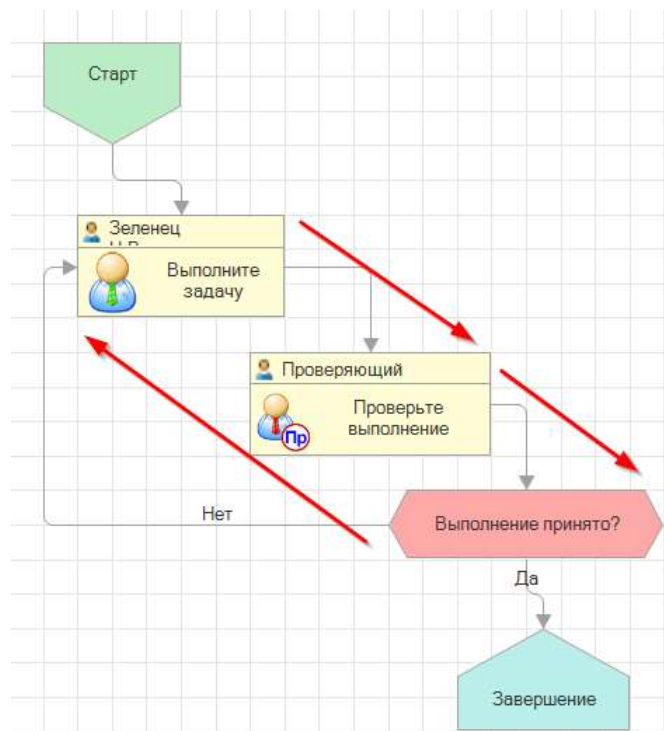 Старт
Зеленец
Выполните
задачу
Проверяющий
Проверьте
выполнение
Пр
Нет
Выполнение принято?
Да
Завершение